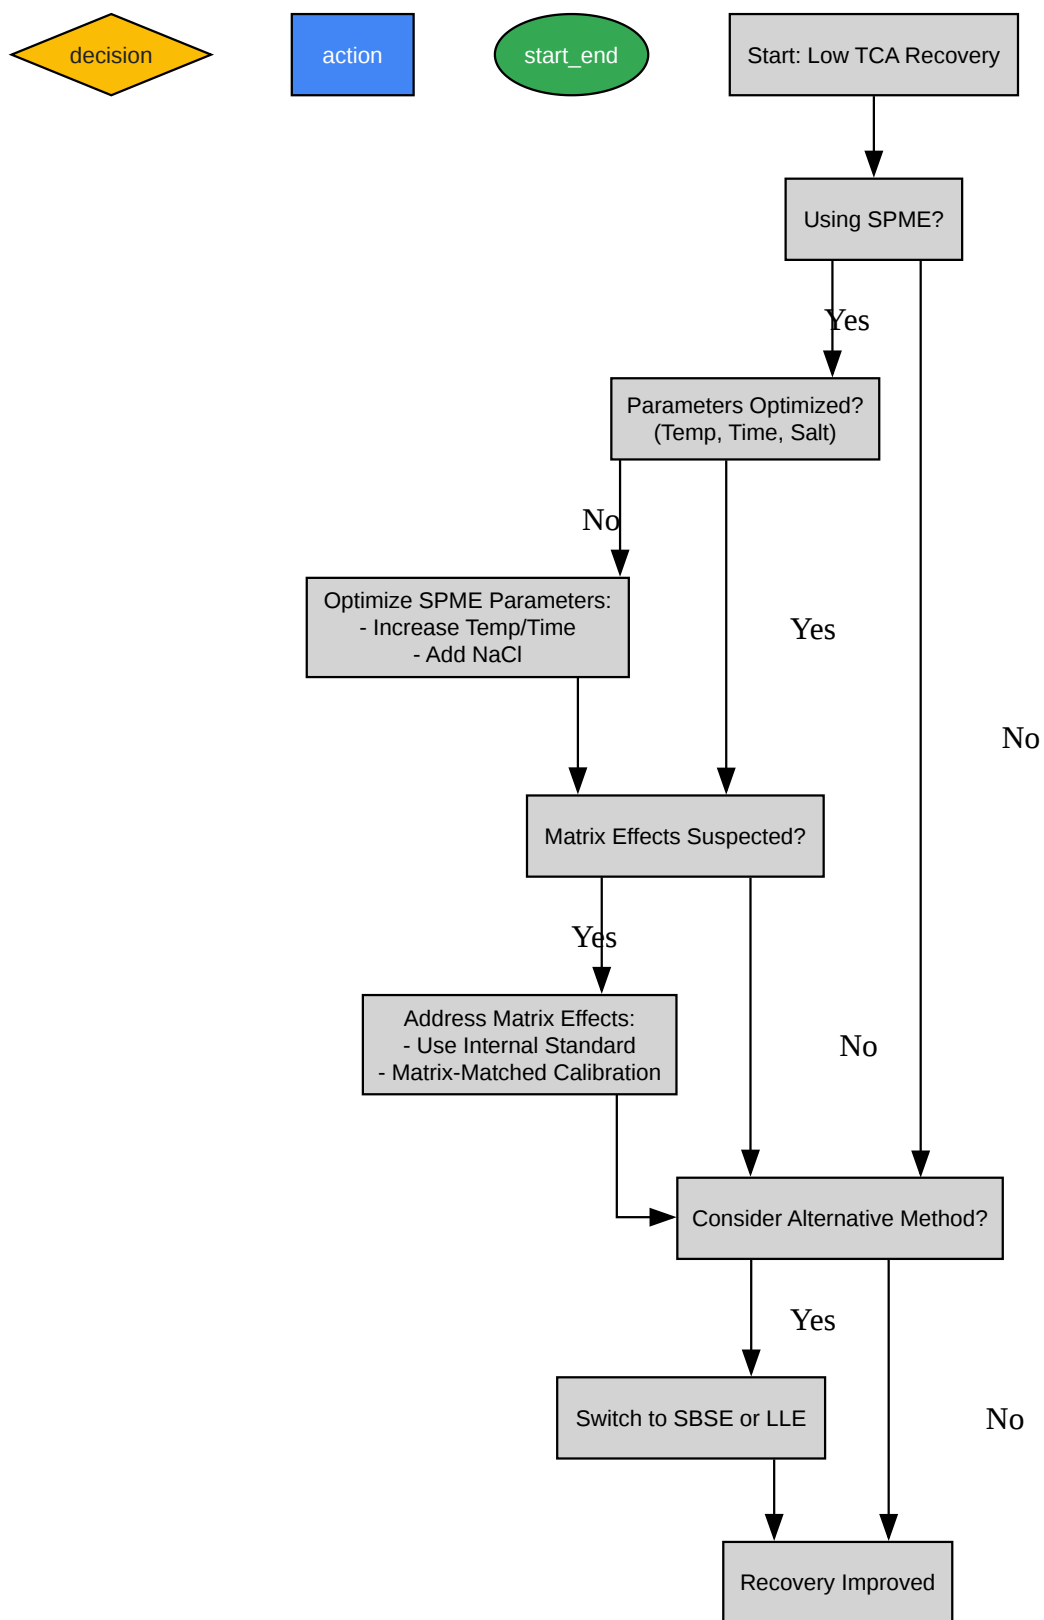 decision
action
start_end
Start: Low TCA Recovery
Using SPME?
Yes
Parameters Optimized?
(Temp, Time, Salt)
No
Optimize SPME Parameters:
- Increase Temp/Time
- Add NaCl
Yes
No
Matrix Effects Suspected?
Yes
Address Matrix Effects:
- Use Internal Standard
- Matrix-Matched Calibration
No
Consider Alternative Method?
Yes
Switch to SBSE or LLE
No
Recovery Improved